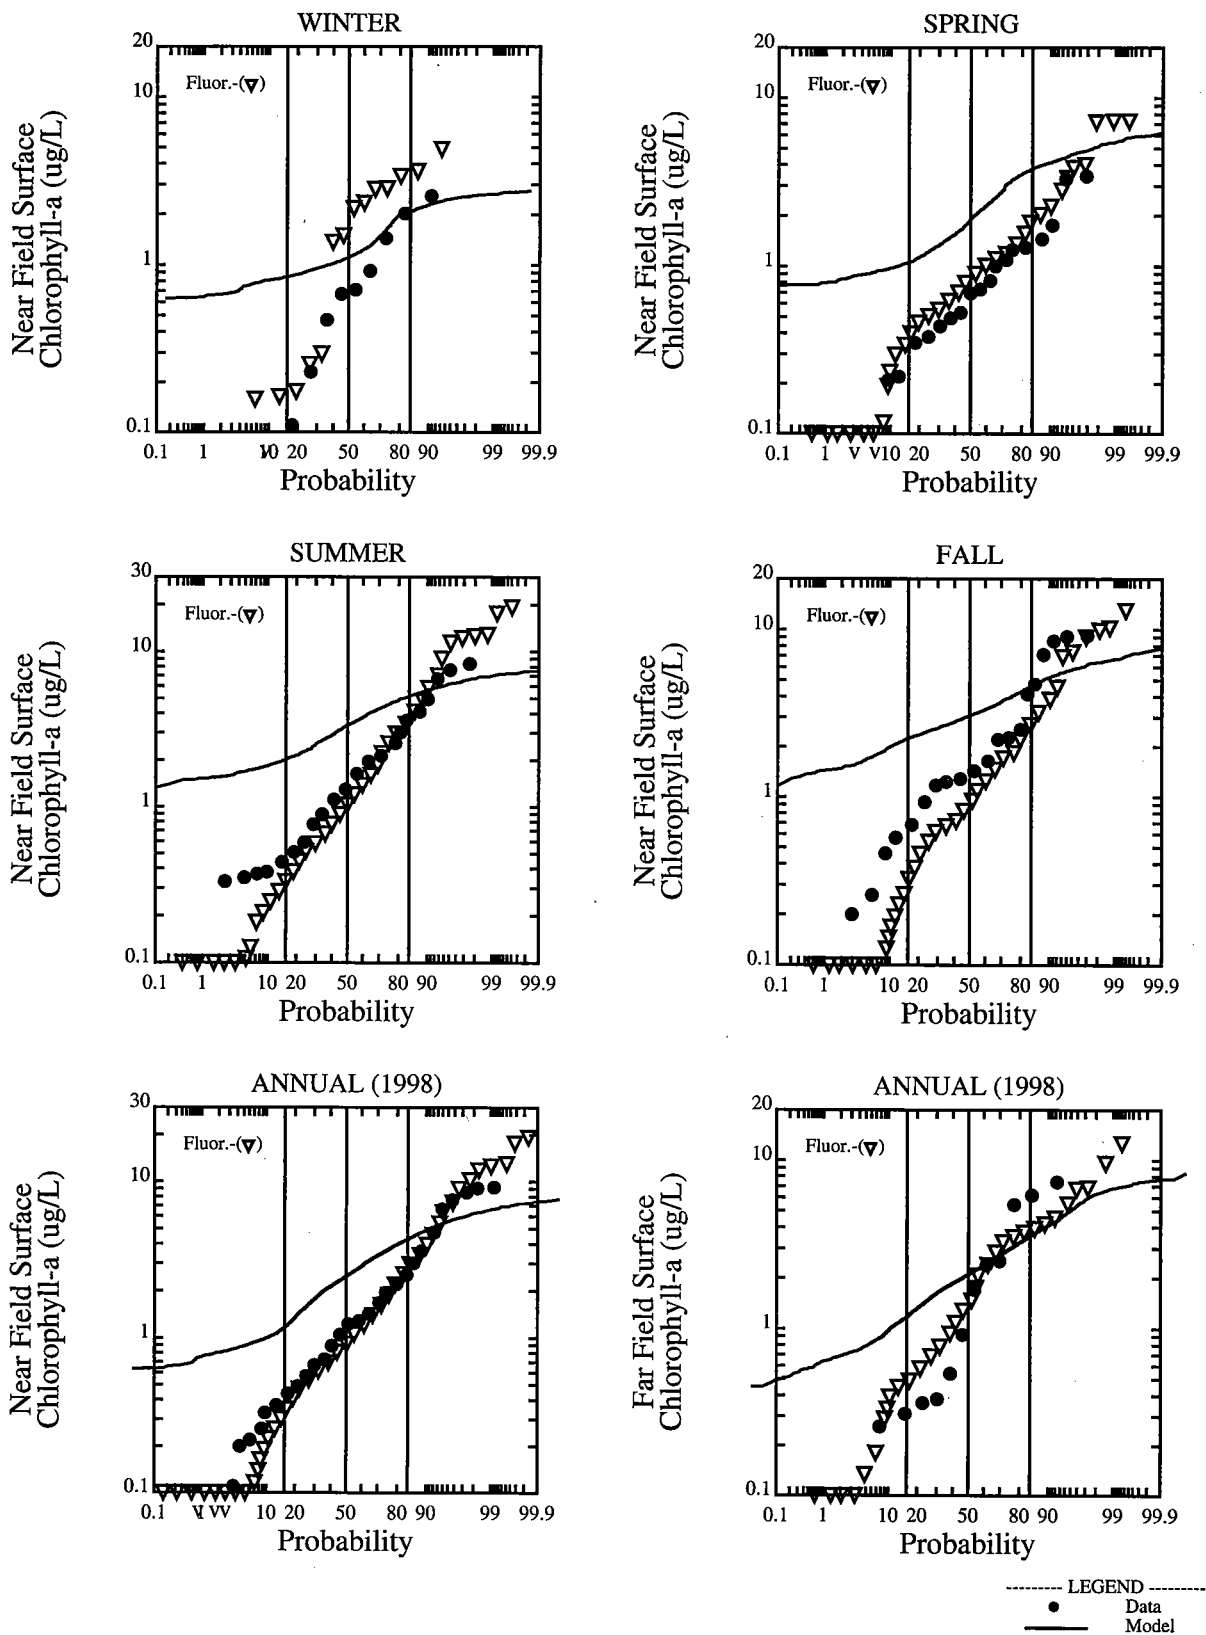 WINTER
20
10
1
0.1
Fluor.-(▽)
Near Field Surface
Chlorophyll-a (ug/L)
0.1 1 10 20 50 80 90 99 99.9
Probability
SPRING
20
10
1
0.1
Fluor.-(▽)
Near Field Surface
Chlorophyll-a (ug/L)
0.1 1 10 20 50 80 90 99 99.9
Probability
SUMMER
30
10
1
0.1
Fluor.-(▽)
Near Field Surface
Chlorophyll-a (ug/L)
0.1 1 10 20 50 80 90 99 99.9
Probability
FALL
20
10
1
0.1
Fluor.-(▽)
Near Field Surface
Chlorophyll-a (ug/L)
0.1 1 10 20 50 80 90 99 99.9
Probability
ANNUAL (1998)
30
10
1
0.1
Fluor.-(▽)
Near Field Surface
Chlorophyll-a (ug/L)
0.1 1 10 20 50 80 90 99 99.9
Probability
ANNUAL (1998)
20
10
1
0.1
Fluor.-(▽)
Far Field Surface
Chlorophyll-a (ug/L)
0.1 1 10 20 50 80 90 99 99.9
Probability
LEGEND
Data
Model